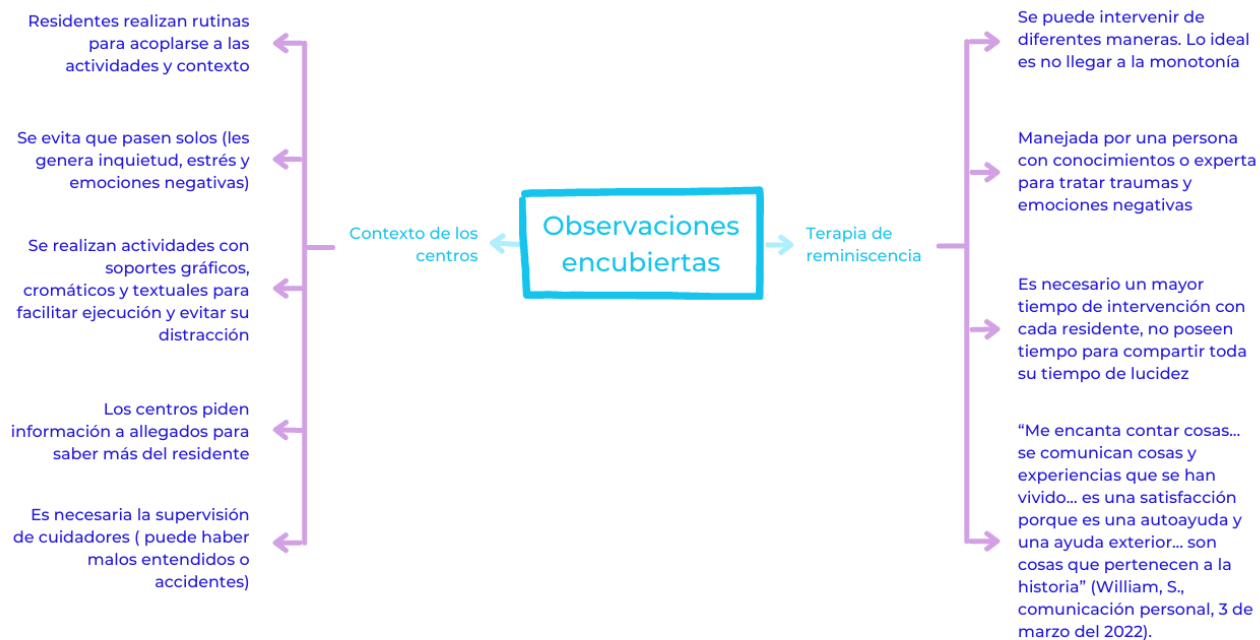 Observaciones
encubiertas
Contexto de los
centros
Residentes realizan rutinas
para acoplarse a las
actividades y contexto
Se evita que pasen solos (les
genera inquietud, estrés y
emociones negativas)
Se realizan actividades con
soportes gráficos,
cromáticos y textuales para
facilitar ejecución y evitar su
distracción
Los centros piden
información a allegados para
saber más del residente
Es necesaria la supervisión
de cuidadores ( puede haber
malos entendidos o
accidentes)
Terapia de
reminiscencia
Se puede intervenir de
diferentes maneras. Lo ideal
es no llegar a la monotonía
Manejada por una persona
con conocimientos o experta
para tratar traumas y
emociones negativas
Es necesario un mayor
tiempo de intervención con
cada residente, no poseen
tiempo para compartir toda
su tiempo de lucidez
“Me encanta contar cosas...
se comunican cosas y
experiencias que se han
vivido... es una satisfacción
porque es una autoayuda y
una ayuda exterior... son
cosas que pertenecen a la
historia” (William, S.,
comunicación personal, 3 de
marzo del 2022).